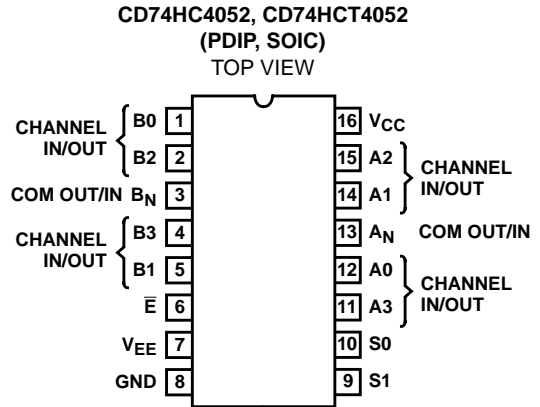 CD74HC4052, CD74HCT4052
(PDIP, SOIC)
TOP VIEW
CHANNEL
IN/OUT
B0 1
B2 2
COM OUT/IN BN 3
CHANNEL
IN/OUT
B3 4
B1 5
E̅ 6
VEE 7
GND 8
16 VCC
15 A2
14 A1
CHANNEL
IN/OUT
13 AN COM OUT/IN
12 A0
11 A3
CHANNEL
IN/OUT
10 S0
9 S1